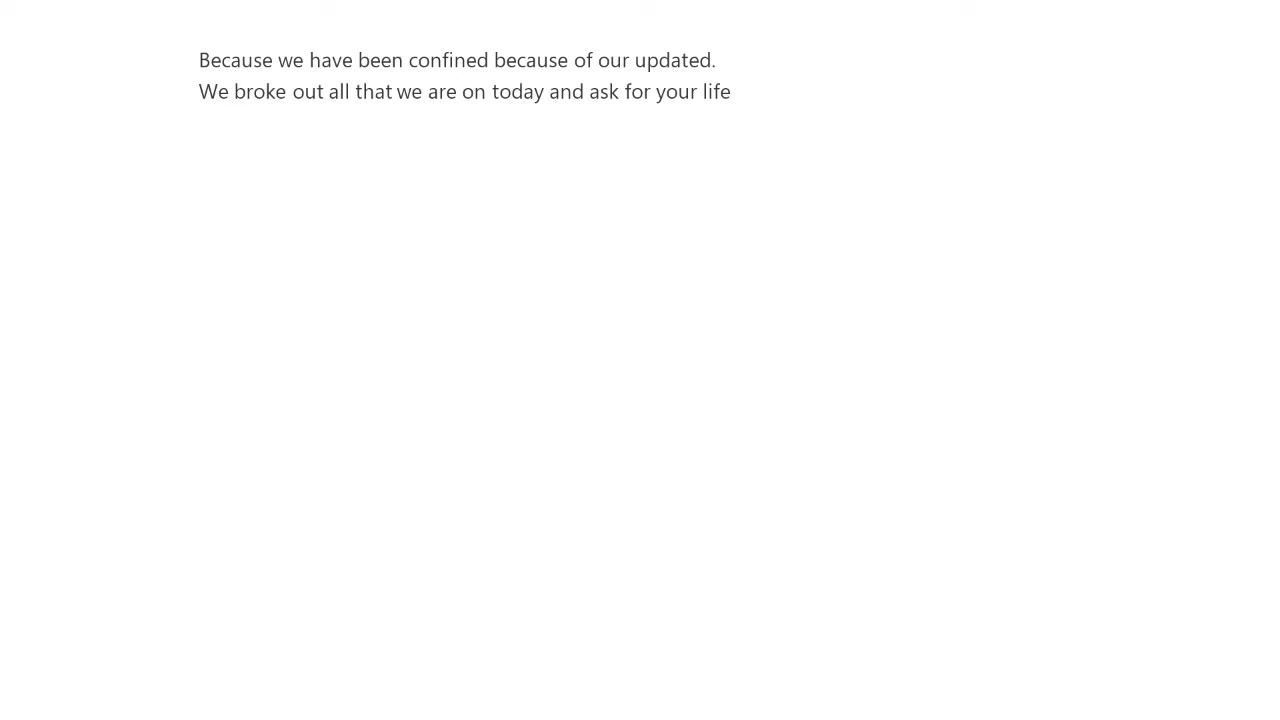 Because we have been confined because of our updated.
We broke out all that we are on today and ask for your life